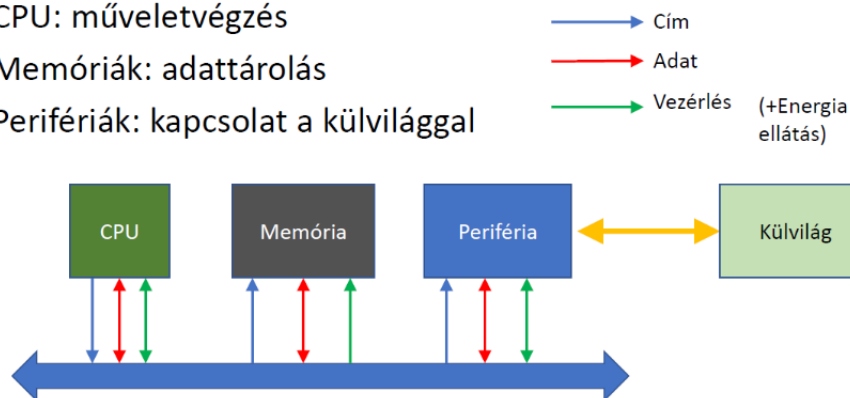 CPU: műveletvégzés
Memóriák: adattárolás
Perifériák: kapcsolat a külvilággal
Cím
Adat
Vezérlés (+Energia
ellátás)
CPU
Memória
Periféria
Külvilág